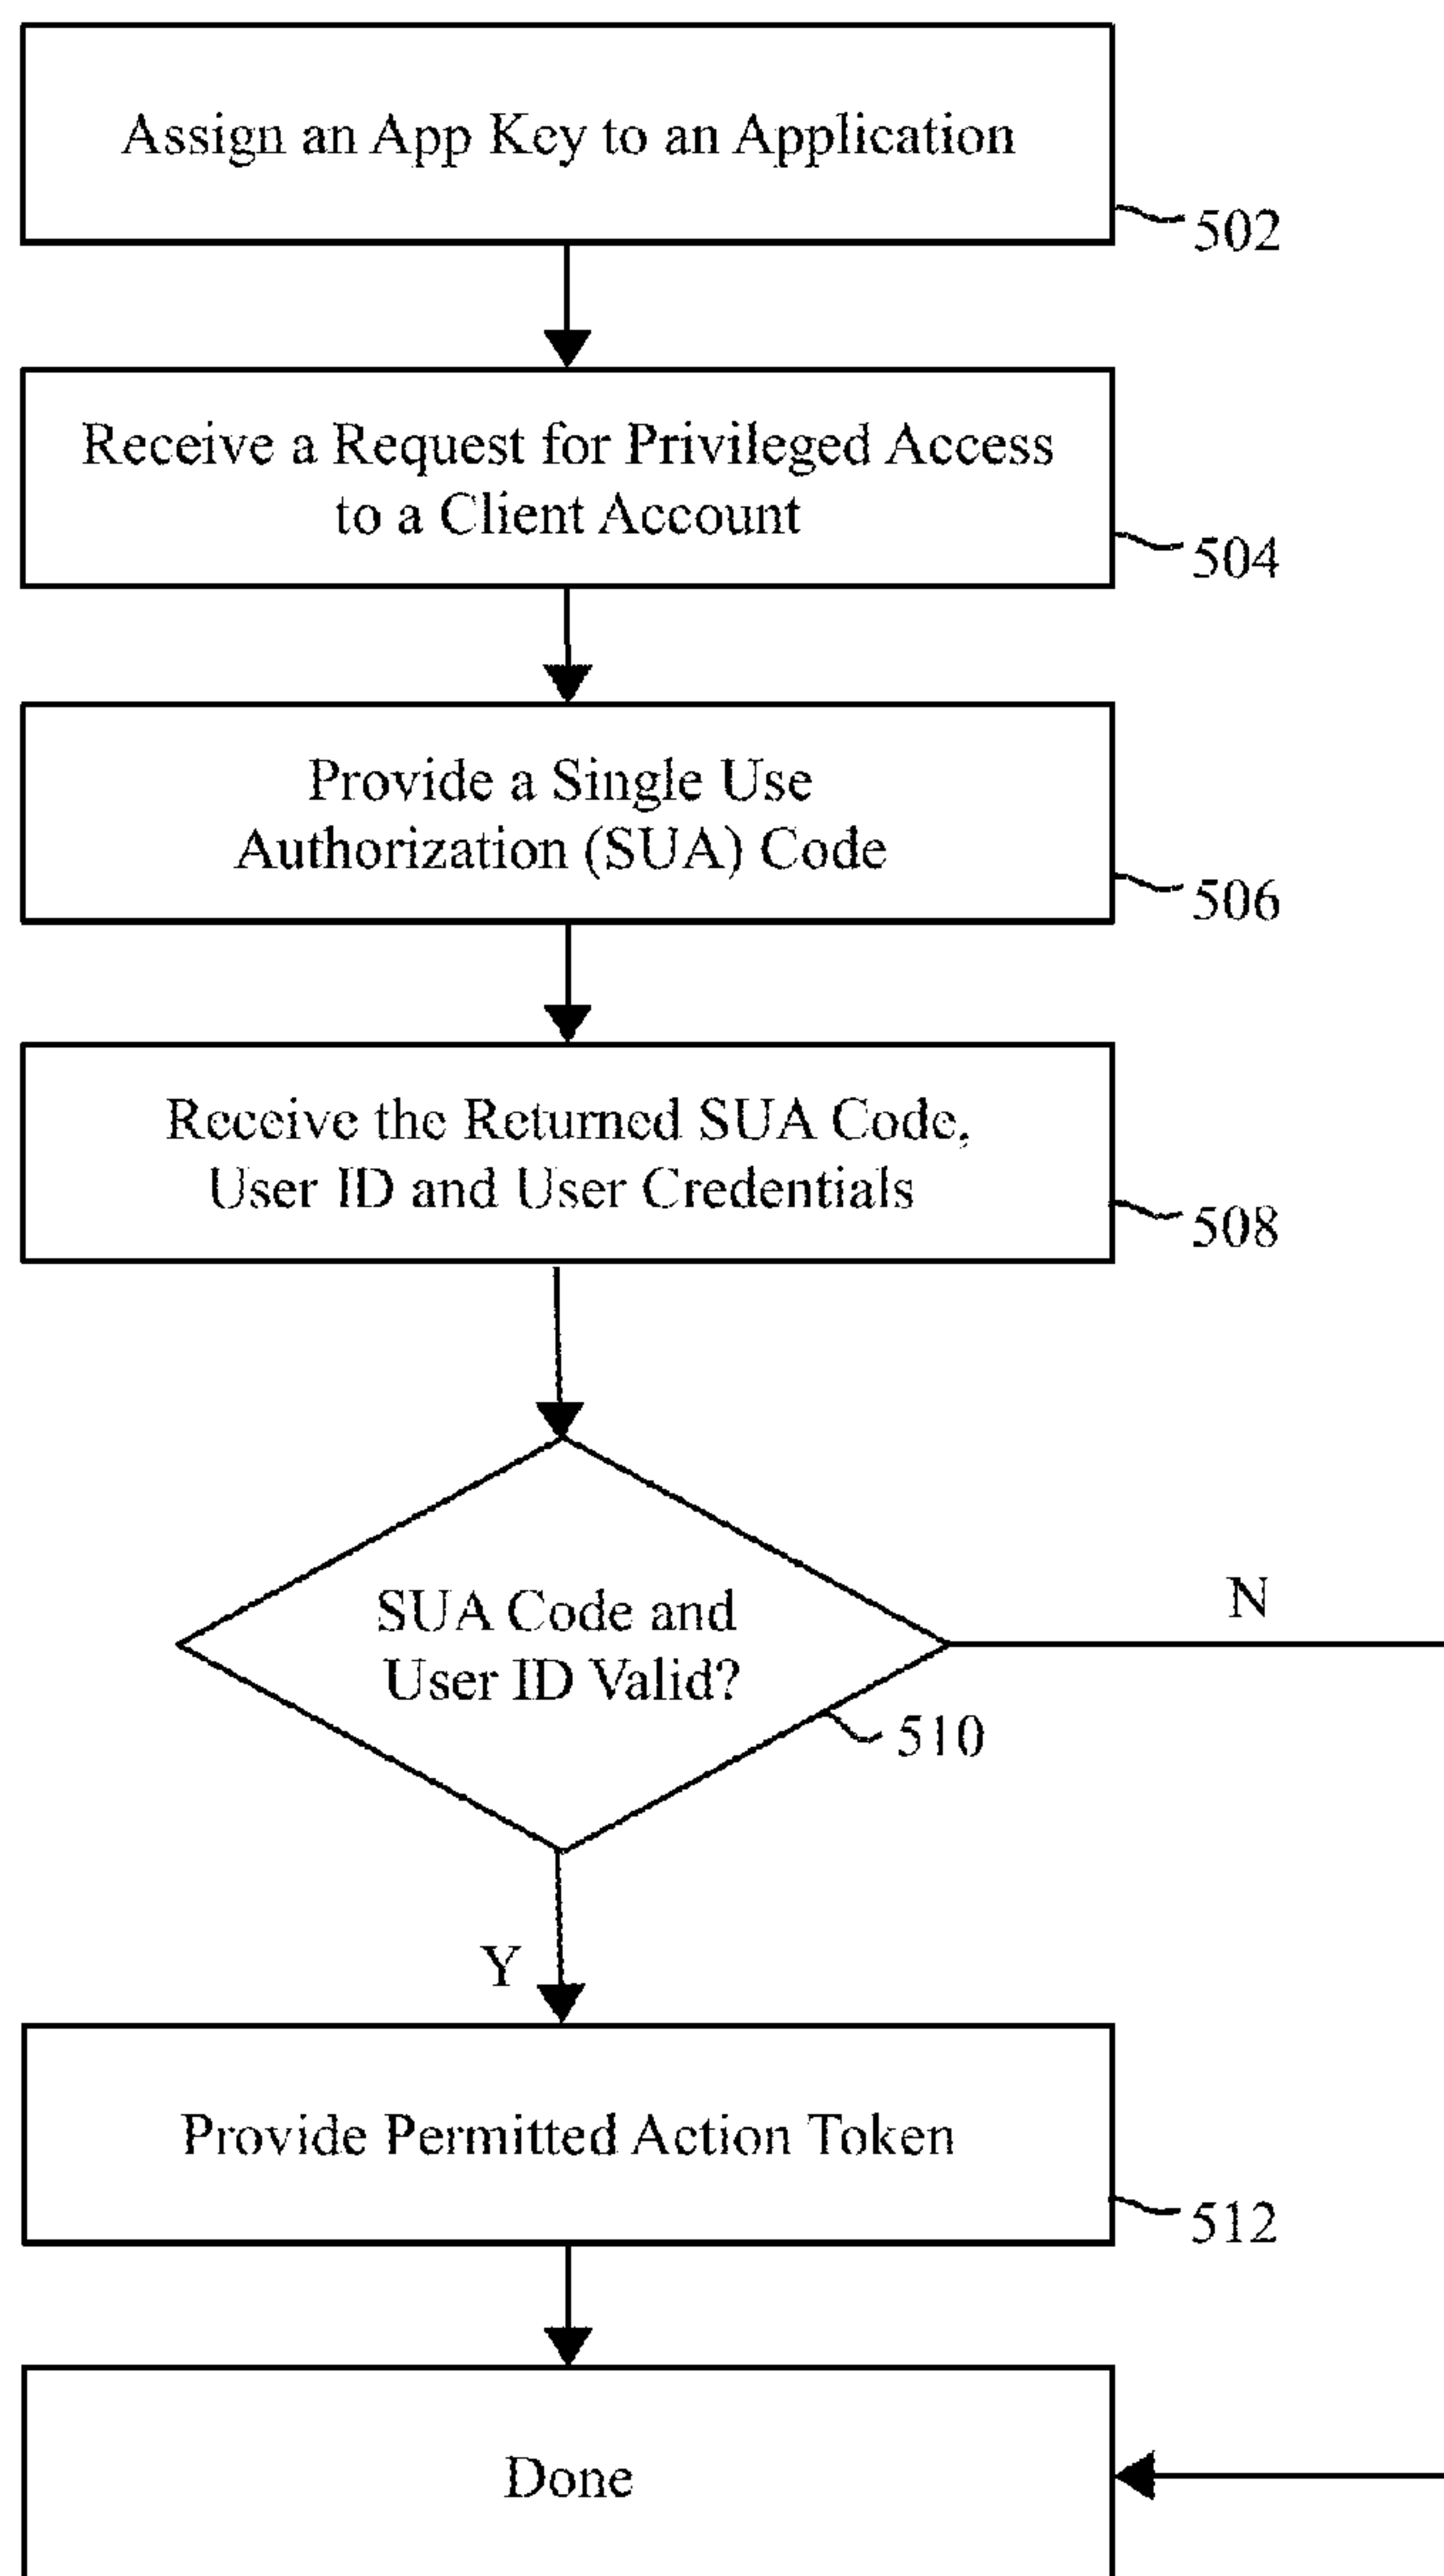 Assign an App Key to an Application
502
Receive a Request for Privileged Access
to a Client Account
504
Provide a Single Use
Authorization (SUA) Code
506
Receive the Returned SUA Code,
User ID and User Credentials
508
SUA Code and
User ID Valid?
510
N
Y
Provide Permitted Action Token
512
Done